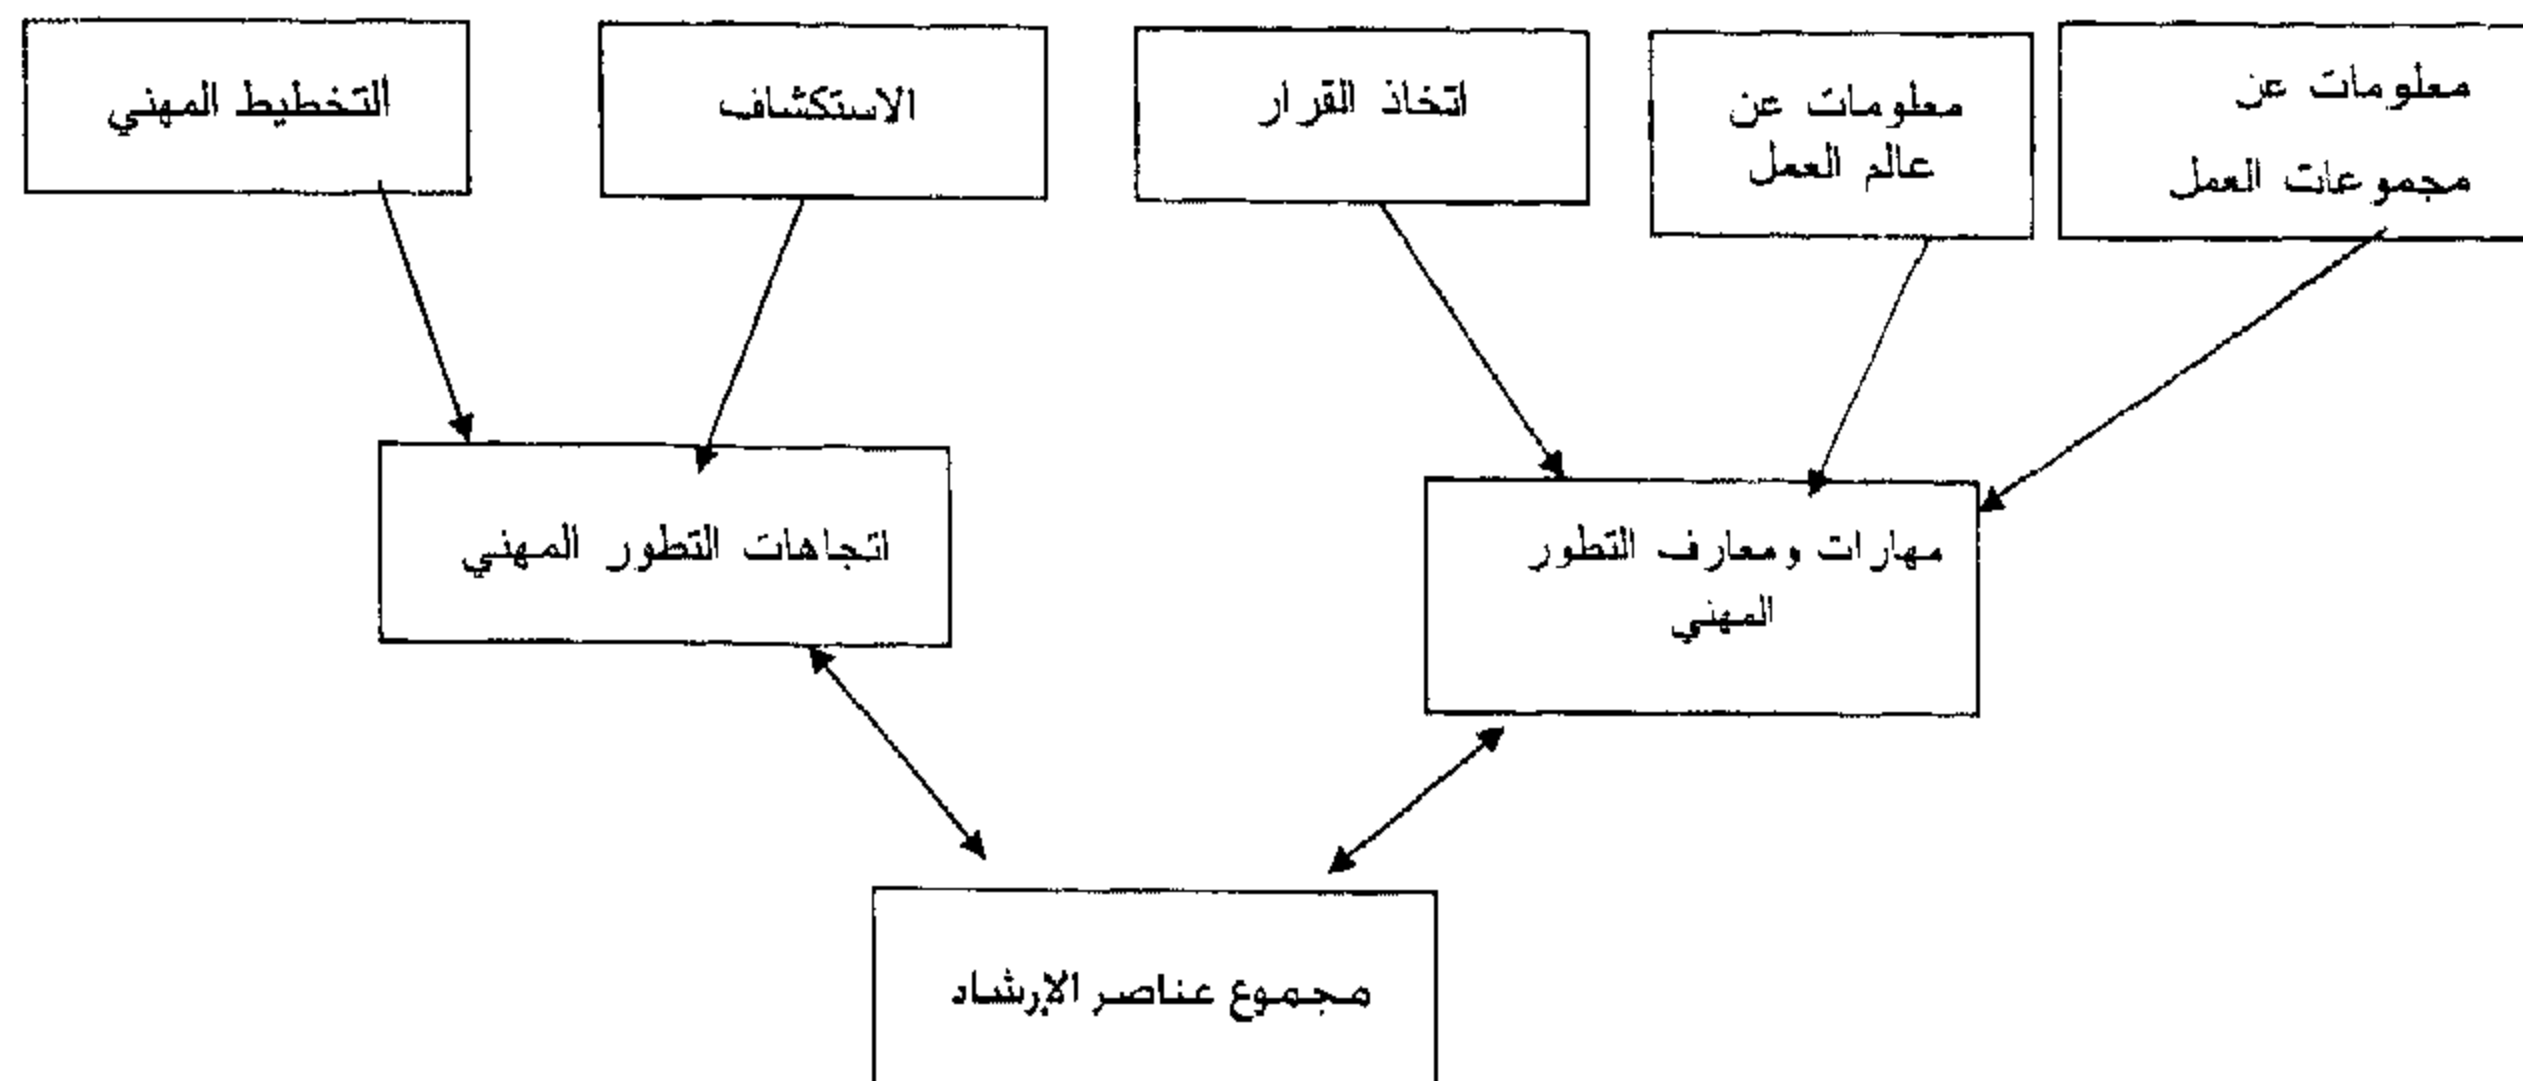 معلومات عن
مجموعات العمل
معلومات عن
عالم العمل
اتخاذ القرار
الاستكشاف
التخطيط المهني
مهارات ومعارف التطور
المهني
اتجاهات التطور المهني
مجموع عناصر الإرشاد